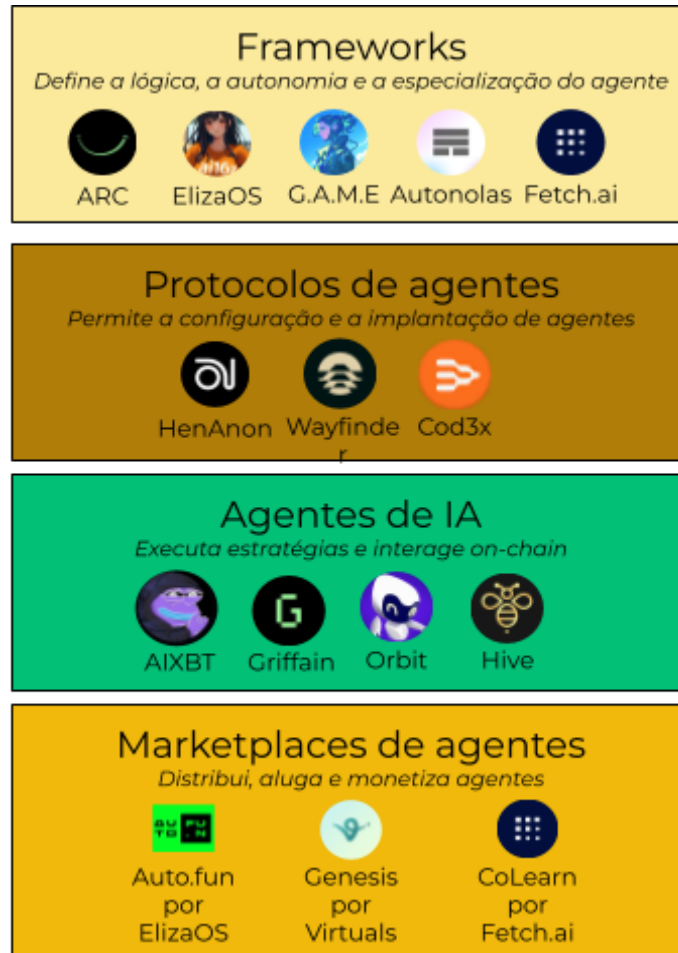 Frameworks
Define a lógica, a autonomia e a especialização do agente
ARC ElizaOS G.A.M.E Autonolas Fetch.ai
Protocolos de agentes
Permite a configuração e a implantação de agentes
HenAnon Wayfinde Cod3x
r
Agentes de IA
Executa estratégias e interage on-chain
G
AIXBT Griffain Orbit Hive
Marketplaces de agentes
Distribui, aluga e monetiza agentes
AUTO FU.N
Auto.fun Genesis CoLearn
por por por
ElizaOS Virtuals Fetch.ai